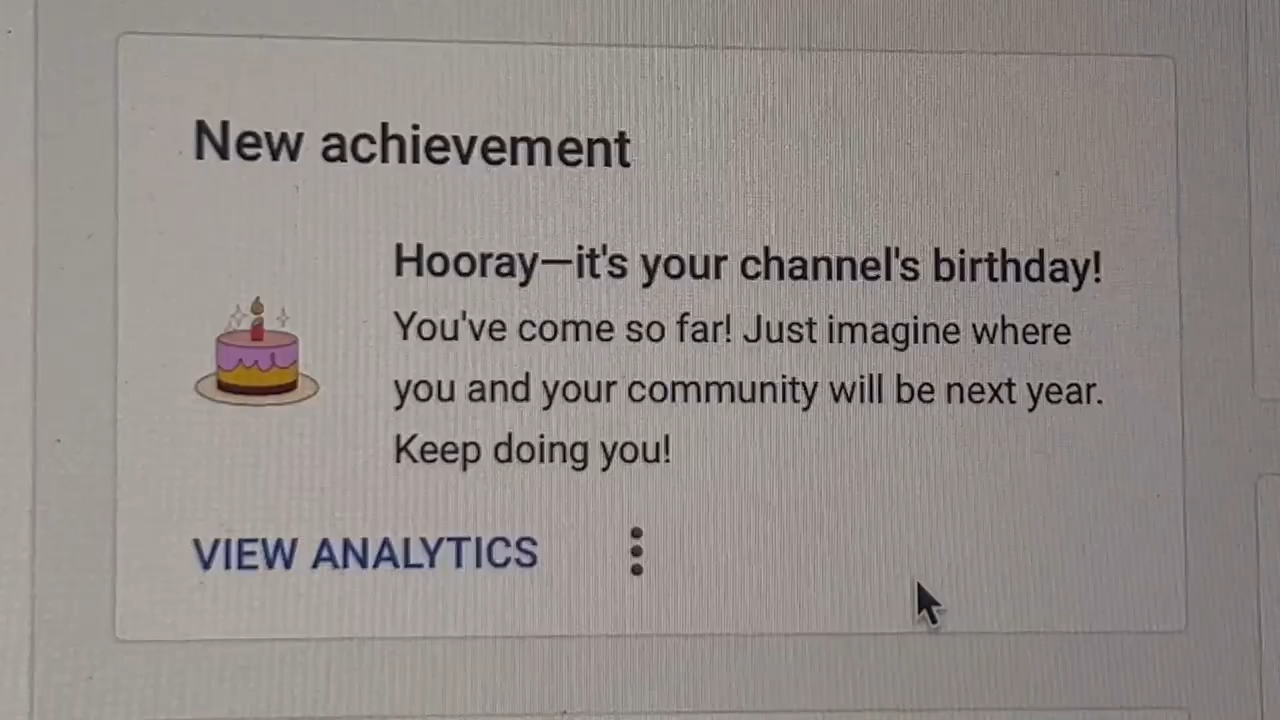 New achievement
Hooray—it's your channel's birthday!
You've come so far! Just imagine where
you and your community will be next year.
Keep doing you!
VIEW ANALYTICS